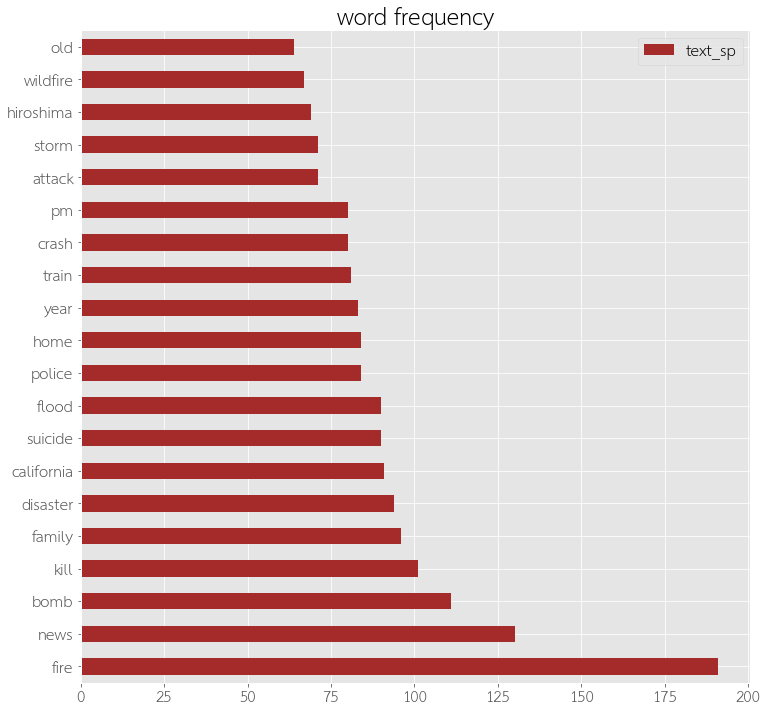 word frequency
text_sp
old
wildfire
hiroshima
storm
attack
pm
crash
train
year
home
police
flood
suicide
california
disaster
family
kill
bomb
news
fire
0 25 50 75 100 125 150 175 200